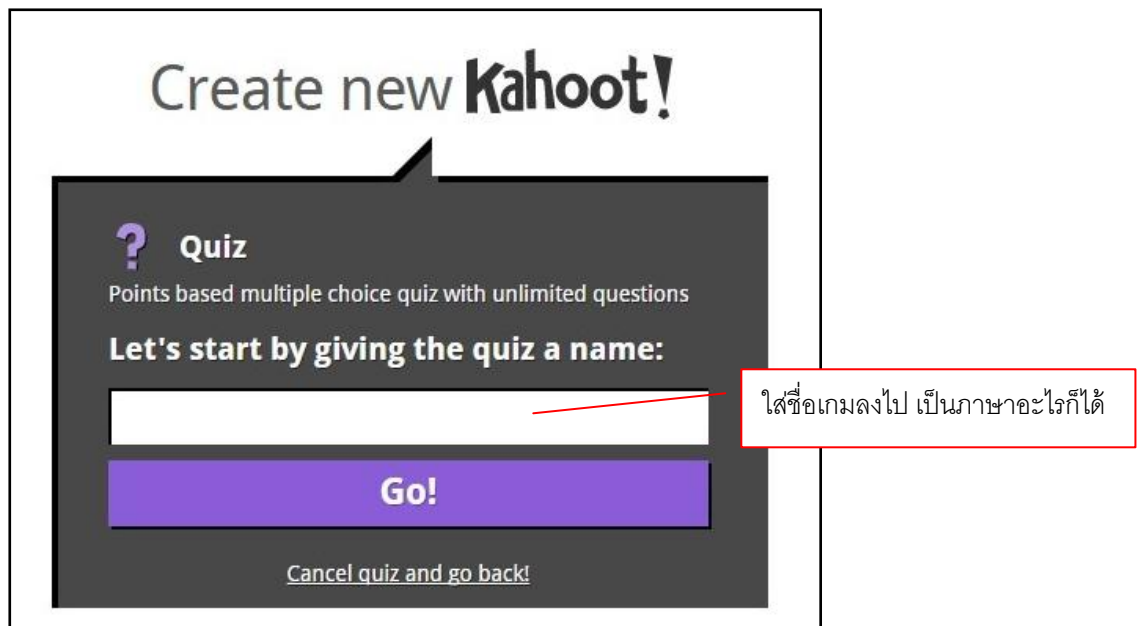 Create new Kahoot!
? Quiz
Points based multiple choice quiz with unlimited questions
Let's start by giving the quiz a name:
ใส่ชื่อเกมลงไป เป็นภาษาอะไรก็ได้
Go!
Cancel quiz and go back!